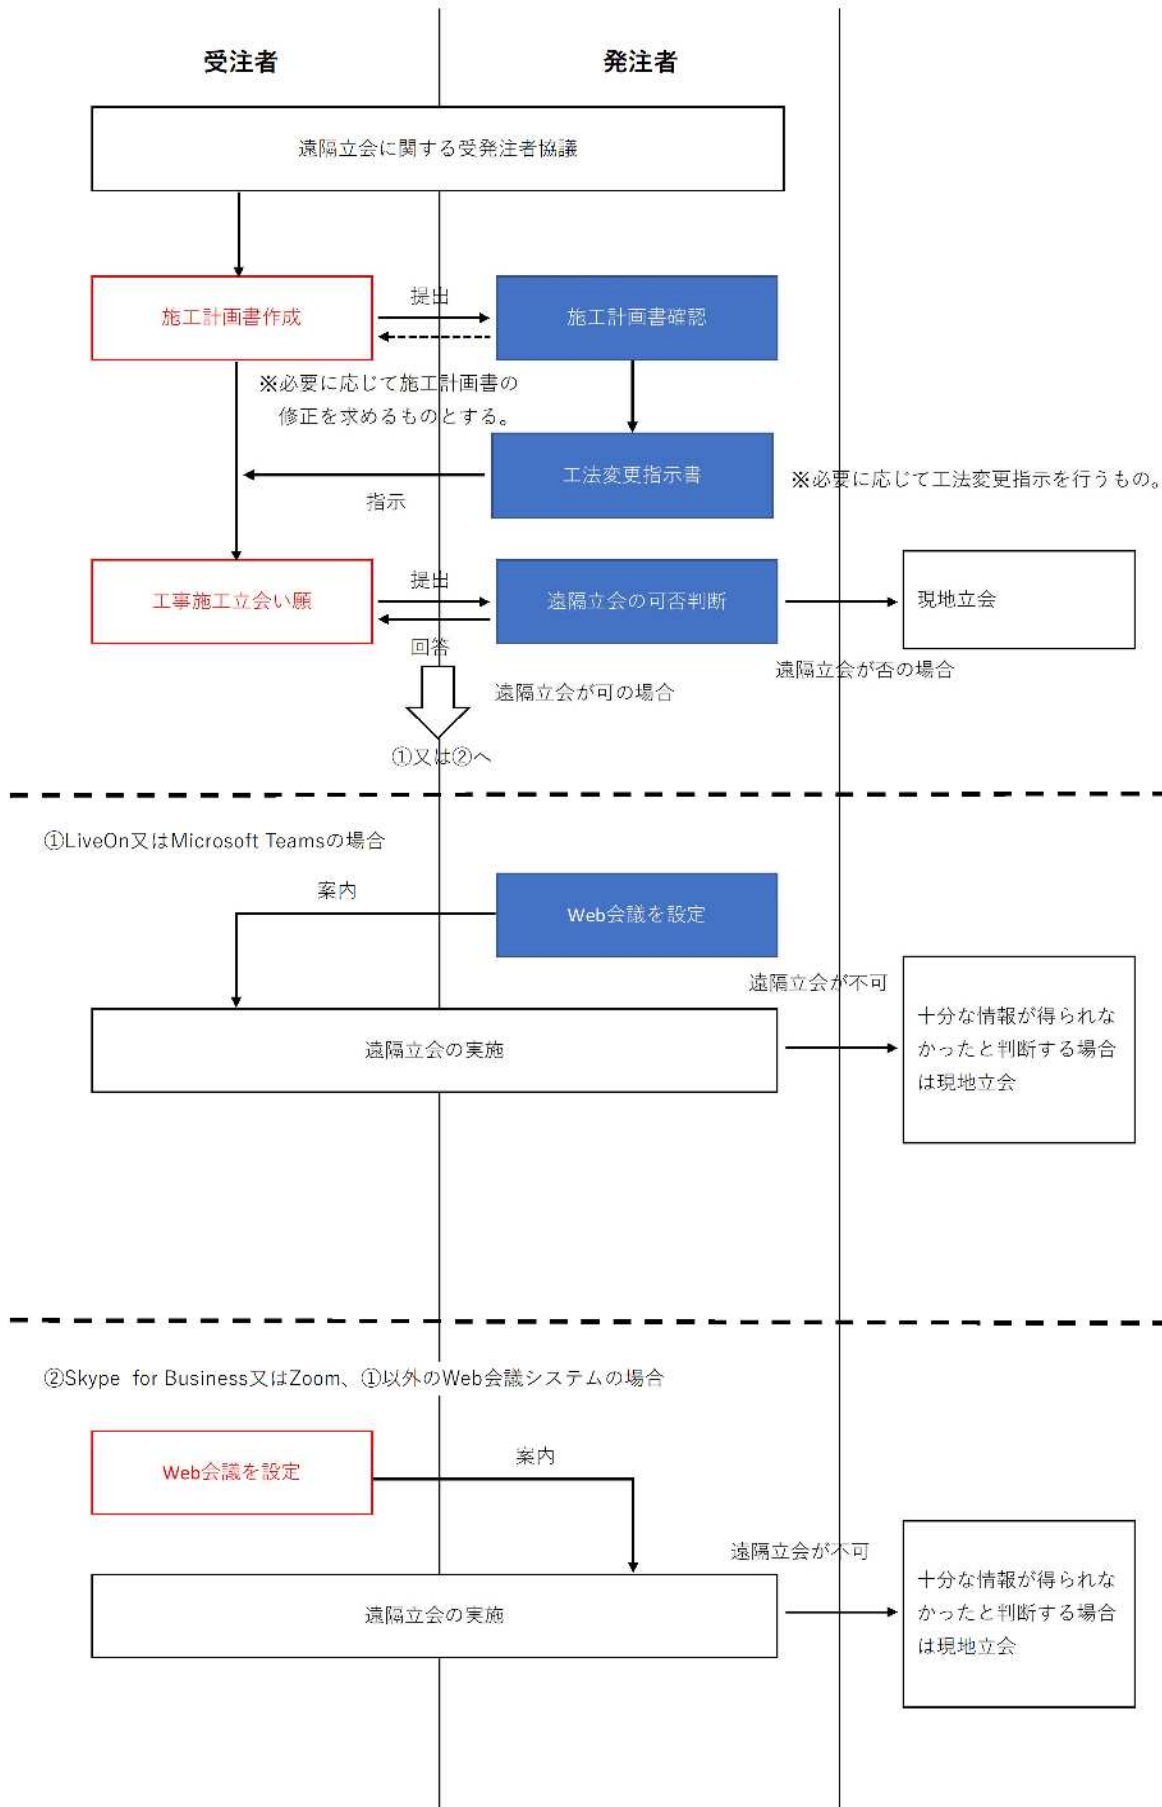 受注者
発注者
遠隔立会に関する受発注者協議
施工計画書作成
提出
施工計画書確認
※必要に応じて施工計画書の
修正を求めるものとする。
工法変更指示書
※必要に応じて工法変更指示を行うもの。
指示
工事施工立会い願
提出
遠隔立会の可否判断
現地立会
回答
遠隔立会が否の場合
遠隔立会が可の場合
①又は②へ
①LiveOn又はMicrosoft Teamsの場合
案内
Web会議を設定
遠隔立会が不可
遠隔立会の実施
十分な情報が得られな
かったと判断する場合
は現地立会
②Skype for Business又はZoom、①以外のWeb会議システムの場合
Web会議を設定
案内
遠隔立会が不可
遠隔立会の実施
十分な情報が得られな
かったと判断する場合
は現地立会